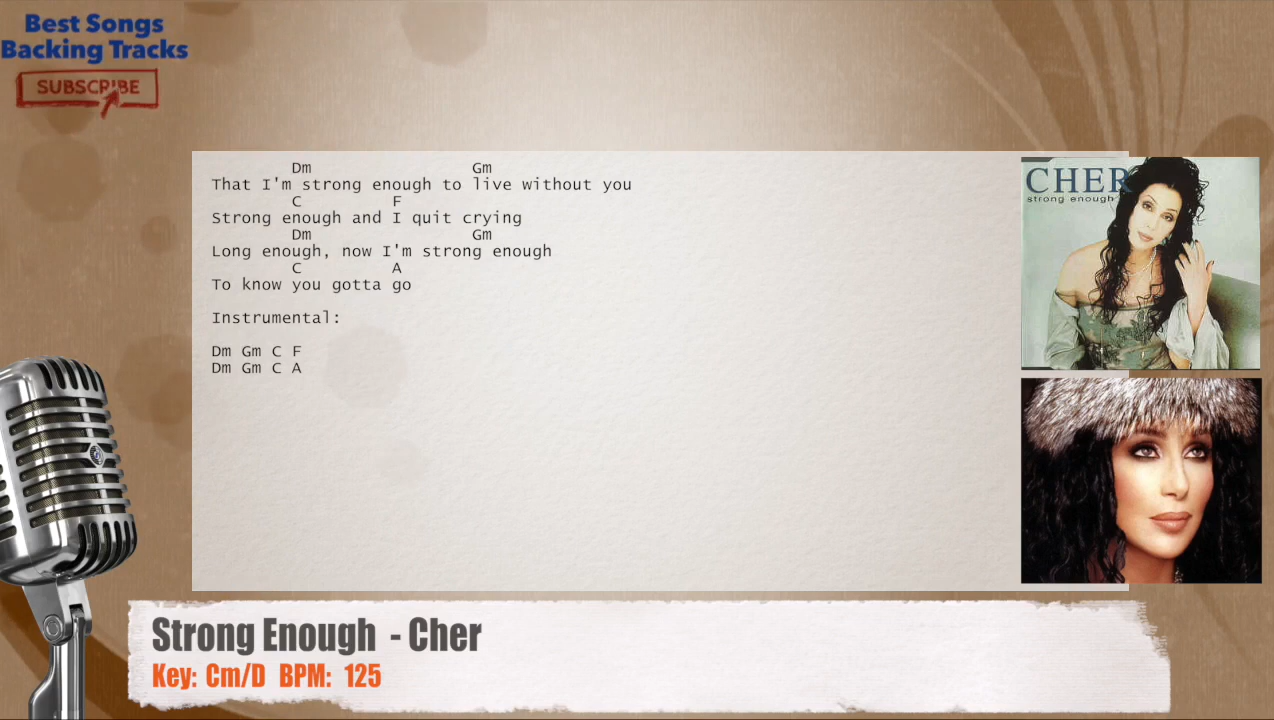 Best Songs
Backing Tracks
SUBSCRIBE
Dm Gm
That I'm strong enough to live without you
C F
Strong enough and I quit crying
Dm Gm
Long enough, now I'm strong enough
C A
To know you gotta go
Instrumental:
Dm Gm C F
Dm Gm C A
CHER
strong enough
Strong Enough - Cher
Key: Cm/D BPM: 125